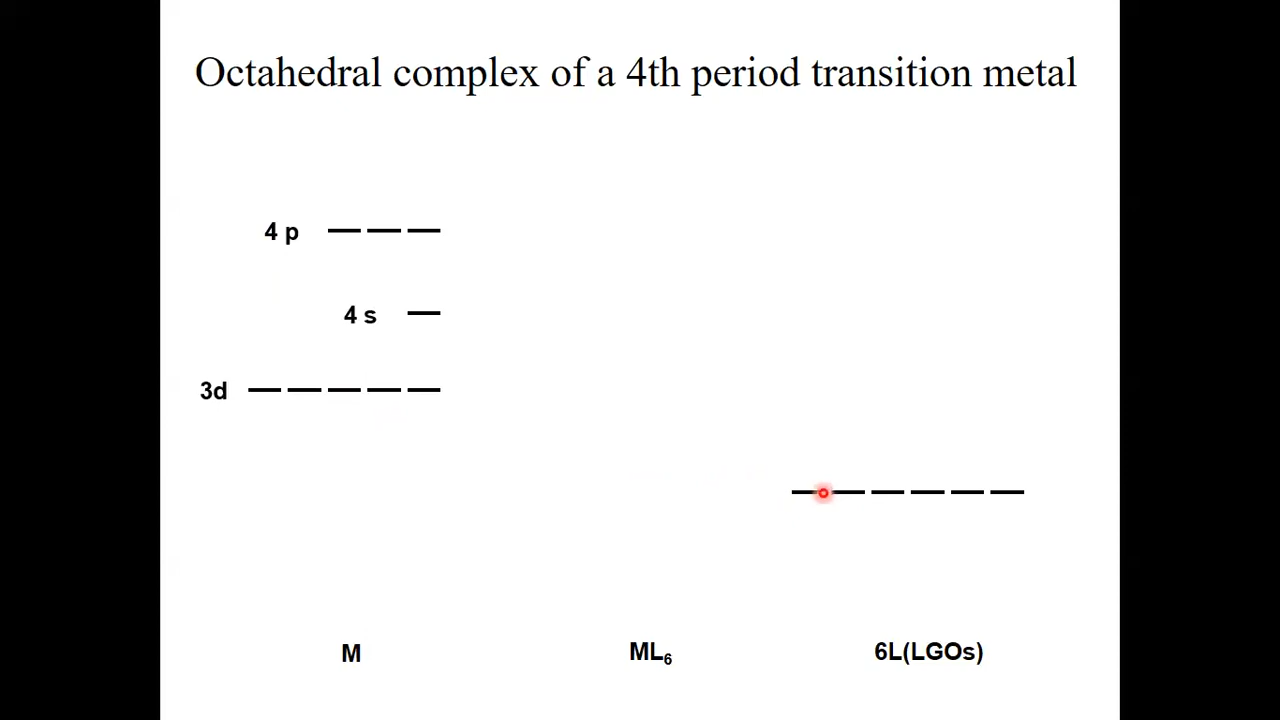 Octahedral complex of a 4th period transition metal
4 p
4 s
3d
M
ML₆
6L(LGOs)